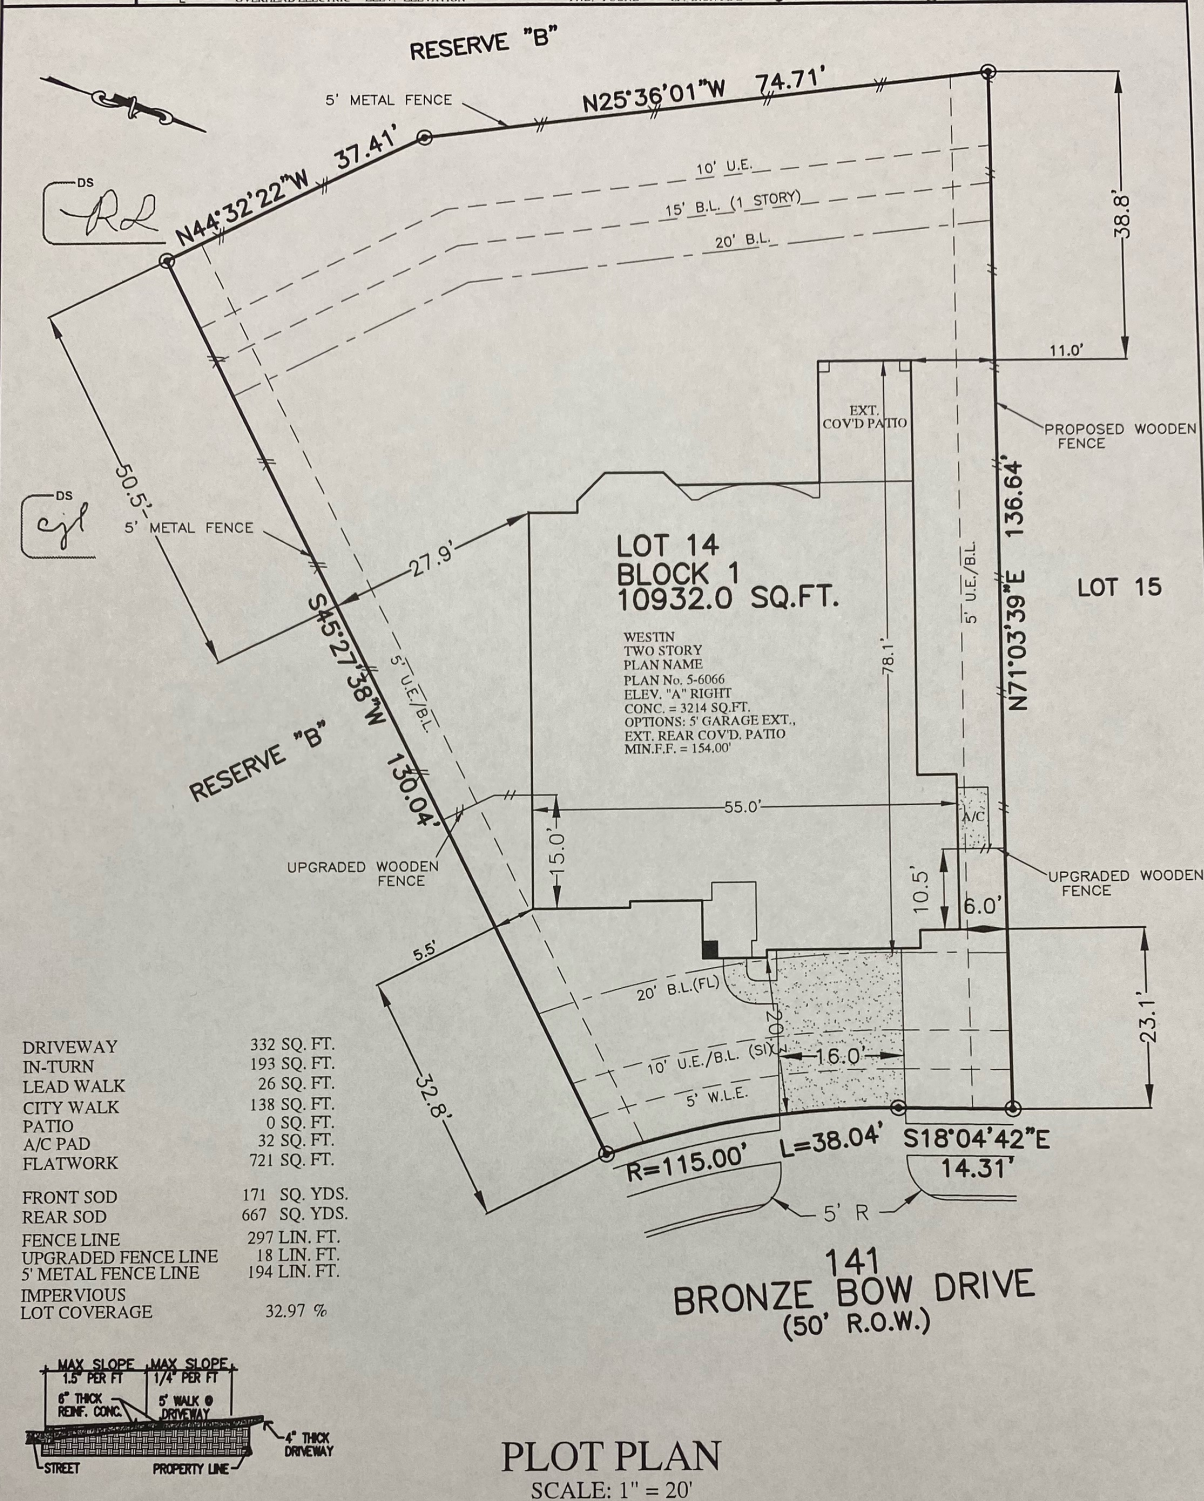 RESERVE "B"
5' METAL FENCE
N25°36'01"W 74.71'
N44°32'22"W 37.41'
DS
10' U.E.
15' B.L. (1 STORY)
20' B.L.
38.8'
11.0'
EXT.
COV'D PATIO
PROPOSED WOODEN
FENCE
50.5'
DS
cjl
5' METAL FENCE
27.9'
LOT 14
BLOCK 1
10932.0 SQ.FT.
WESTIN
TWO STORY
PLAN NAME
PLAN No. 5-6066
ELEV. "A" RIGHT
CONC. = 3214 SQ.FT.
OPTIONS: 5' GARAGE EXT.,
EXT. REAR COV'D. PATIO
MIN.F.F. = 154.00'
78.1'
5' U.E./B.L.
N71°03'39"E 136.64'
LOT 15
S45°27'38"W 130.04'
5' U.E./B.L.
RESERVE "B"
55.0'
A/C
15.0'
UPGRADED WOODEN
FENCE
10.5'
6.0'
UPGRADED WOODEN
FENCE
5.5'
20' B.L.(FL)
23.1'
10' U.E./B.L. (SI)
16.0'
5' W.L.E.
32.8'
R=115.00' L=38.04'
S18°04'42"E
14.31'
5' R
141
BRONZE BOW DRIVE
(50' R.O.W.)
DRIVEWAY 332 SQ. FT.
IN-TURN 193 SQ. FT.
LEAD WALK 26 SQ. FT.
CITY WALK 138 SQ. FT.
PATIO 0 SQ. FT.
A/C PAD 32 SQ. FT.
FLATWORK 721 SQ. FT.
FRONT SOD 171 SQ. YDS.
REAR SOD 667 SQ. YDS.
FENCE LINE 297 LIN. FT.
UPGRADED FENCE LINE 18 LIN. FT.
5' METAL FENCE LINE 194 LIN. FT.
IMPERVIOUS
LOT COVERAGE 32.97 %
MAX SLOPE MAX SLOPE
1.5" PER FT 1/4" PER FT
6" THICK
REINF. CONC.
5' WALK @
DRIVEWAY
4" THICK
DRIVEWAY
STREET
PROPERTY LINE
PLOT PLAN
SCALE: 1" = 20'